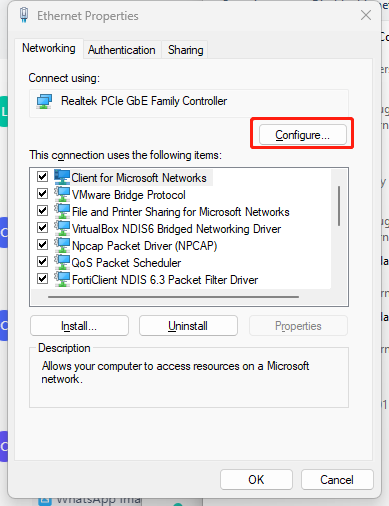 Ethernet Properties
Networking
Authentication
Sharing
Connect using:
Realtek PCIe GbE Family Controller
Configure...
This connection uses the following items:
Client for Microsoft Networks
VMware Bridge Protocol
File and Printer Sharing for Microsoft Networks
VirtualBox NDIS6 Bridged Networking Driver
Npcap Packet Driver (NPCAP)
QoS Packet Scheduler
FortiClient NDIS 6.3 Packet Filter Driver
Install...
Uninstall
Properties
Description
Allows your computer to access resources on a Microsoft
network.
OK
Cancel
WhatsApp Ima